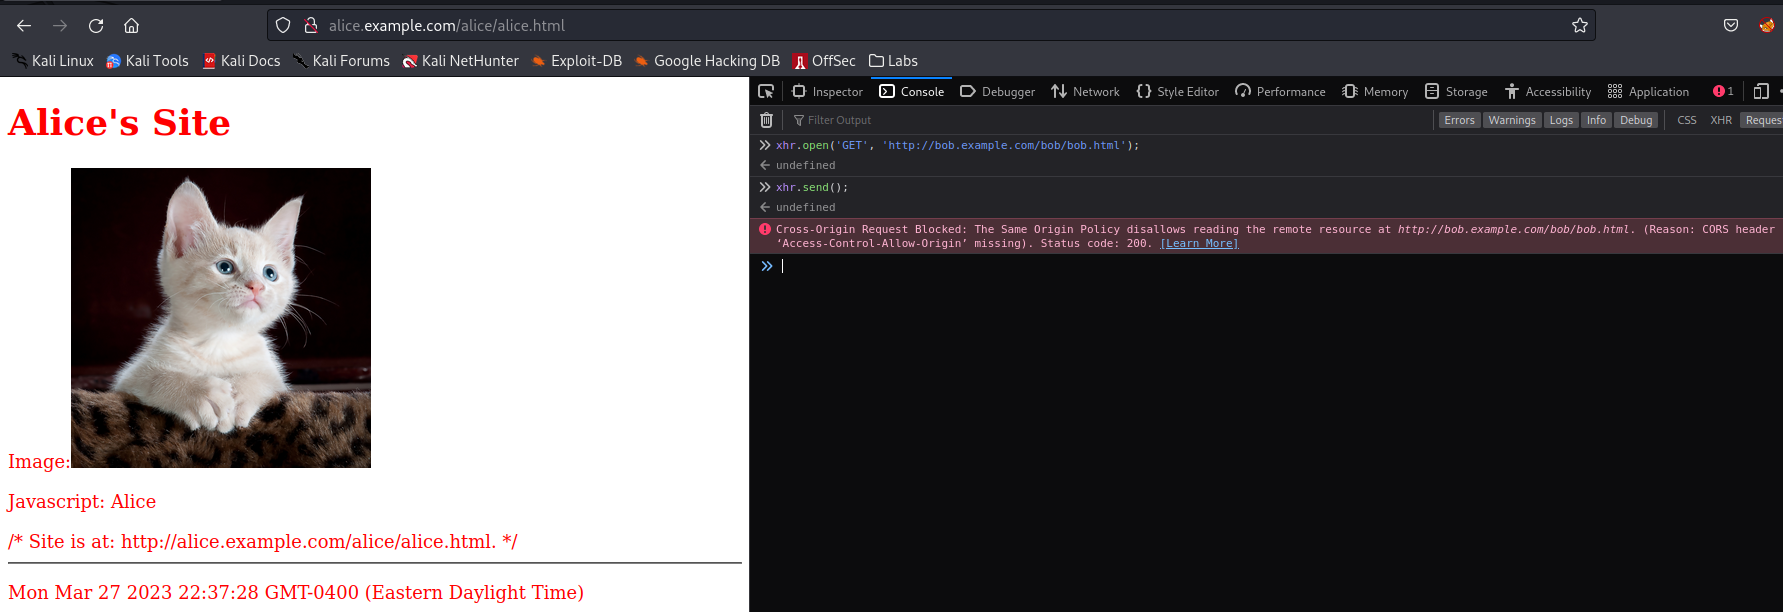 alice.example.com/alice/alice.html
Kali Linux Kali Tools Kali Docs Kali Forums Kali NetHunter Exploit-DB Google Hacking DB OffSec Labs
Alice's Site
Image:
Javascript: Alice
/* Site is at: http://alice.example.com/alice/alice.html. */
Mon Mar 27 2023 22:37:28 GMT-0400 (Eastern Daylight Time)
Inspector Console Debugger Network {} Style Editor Performance Memory Storage Accessibility Application 1
Filter Output Errors Warnings Logs Info Debug CSS XHR Reques
xhr.open('GET', 'http://bob.example.com/bob/bob.html');
undefined
xhr.send();
undefined
Cross-Origin Request Blocked: The Same Origin Policy disallows reading the remote resource at http://bob.example.com/bob/bob.html. (Reason: CORS header
‘Access-Control-Allow-Origin’ missing). Status code: 200. [Learn More]